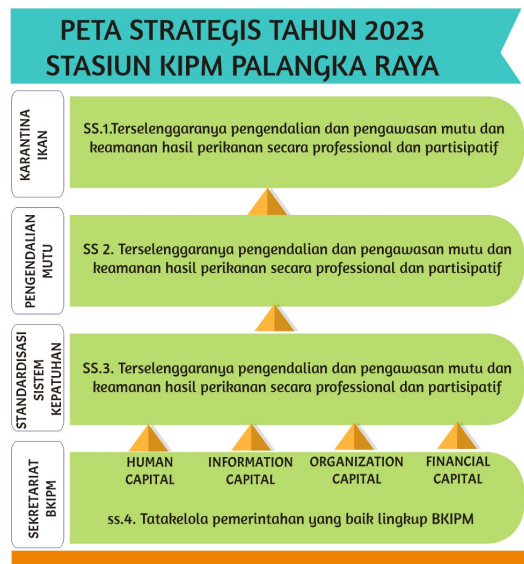 PETA STRATEGIS TAHUN 2023
STASIUN KIPM PALANGKA RAYA
KARANTINA
IKAN
SS.1.Terselenggaranya pengendalian dan pengawasan mutu dan
keamanan hasil perikanan secara professional dan partisipatif
PENGENDALIAN
MUTU
SS 2. Terselenggaranya pengendalian dan pengawasan mutu dan
keamanan hasil perikanan secara professional dan partisipatif
STANDARDISASI
SISTEM
KEPATUHAN
SS.3. Terselenggaranya pengendalian dan pengawasan mutu dan
keamanan hasil perikanan secara professional dan partisipatif
SEKRETARIAT
BKIPM
HUMAN CAPITAL
INFORMATION CAPITAL
ORGANIZATION CAPITAL
FINANCIAL CAPITAL
ss.4. Tatakelola pemerintahan yang baik lingkup BKIPM